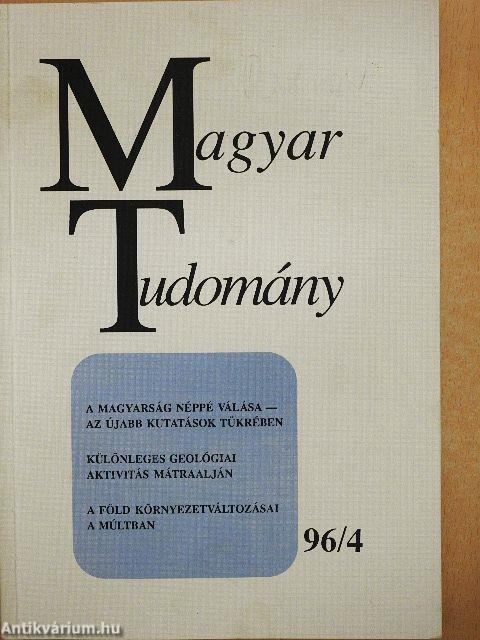 Magyar
Tudomány
A MAGYARSÁG NÉPPÉ VÁLÁSA —
AZ ÚJABB KUTATÁSOK TÜKRÉBEN
KÜLÖNLEGES GEOLÓGIAI
AKTIVITÁS MÁTRAALJÁN
A FÖLD KÖRNYEZETVÁLTOZÁSAI
A MÚLTBAN
96/4
Antikvárium.hu